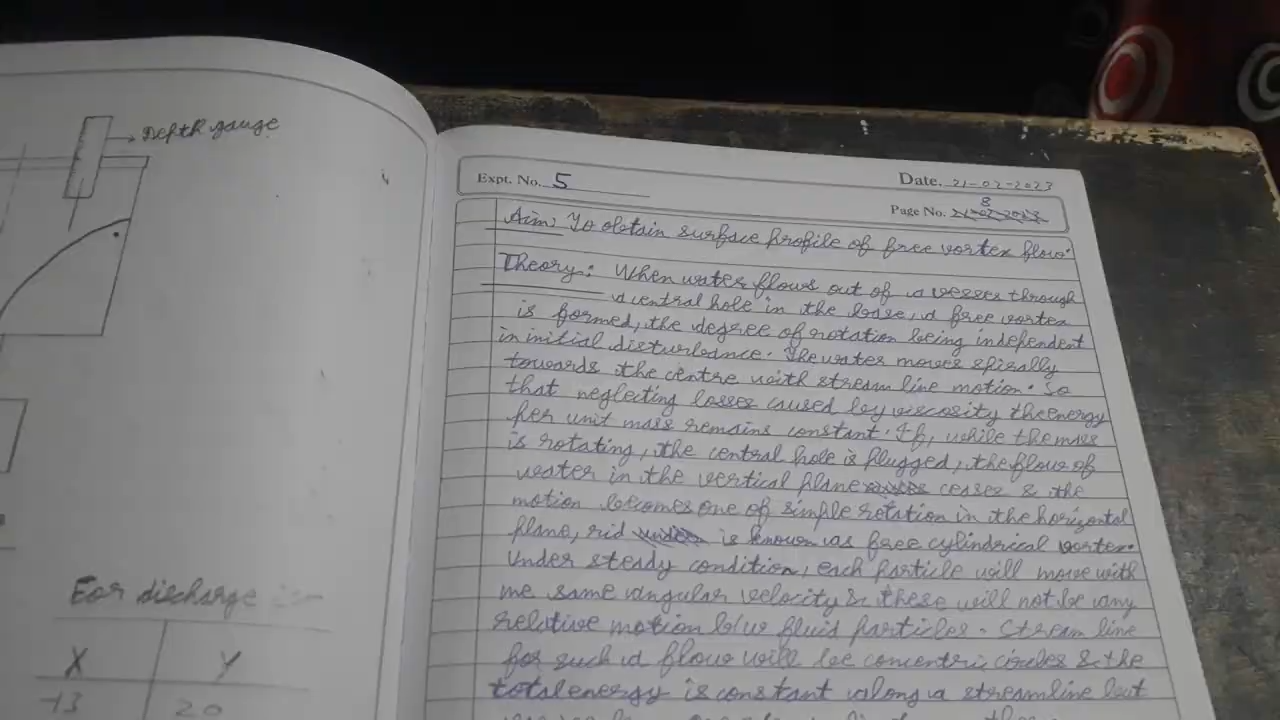 Depth gauge
For discharge
X Y
-13 20
Expt. No. 5
Date. 21-02-2023
Page No. 8
Aim: To obtain surface profile of free vortex flow.
Theory: When water flows out of a vessel through
a central hole in the base, a free vortex
is formed, the degree of rotation being independent
in initial disturbance. The water moves spirally
towards the centre with stream line motion. So
that neglecting losses caused by viscosity the energy
per unit mass remains constant. If, while the mass
is rotating, the central hole is plugged, the flow of
water in the vertical plane ceases & the
motion becomes one of simple rotation in the horizontal
plane, rid is known as free cylindrical vortex.
Under steady condition, each particle will move with
me same angular velocity & these will not be any
relative motion b/w fluid particles. Stream line
for such a flow will be concentric circles & the
total energy is constant along a streamline but